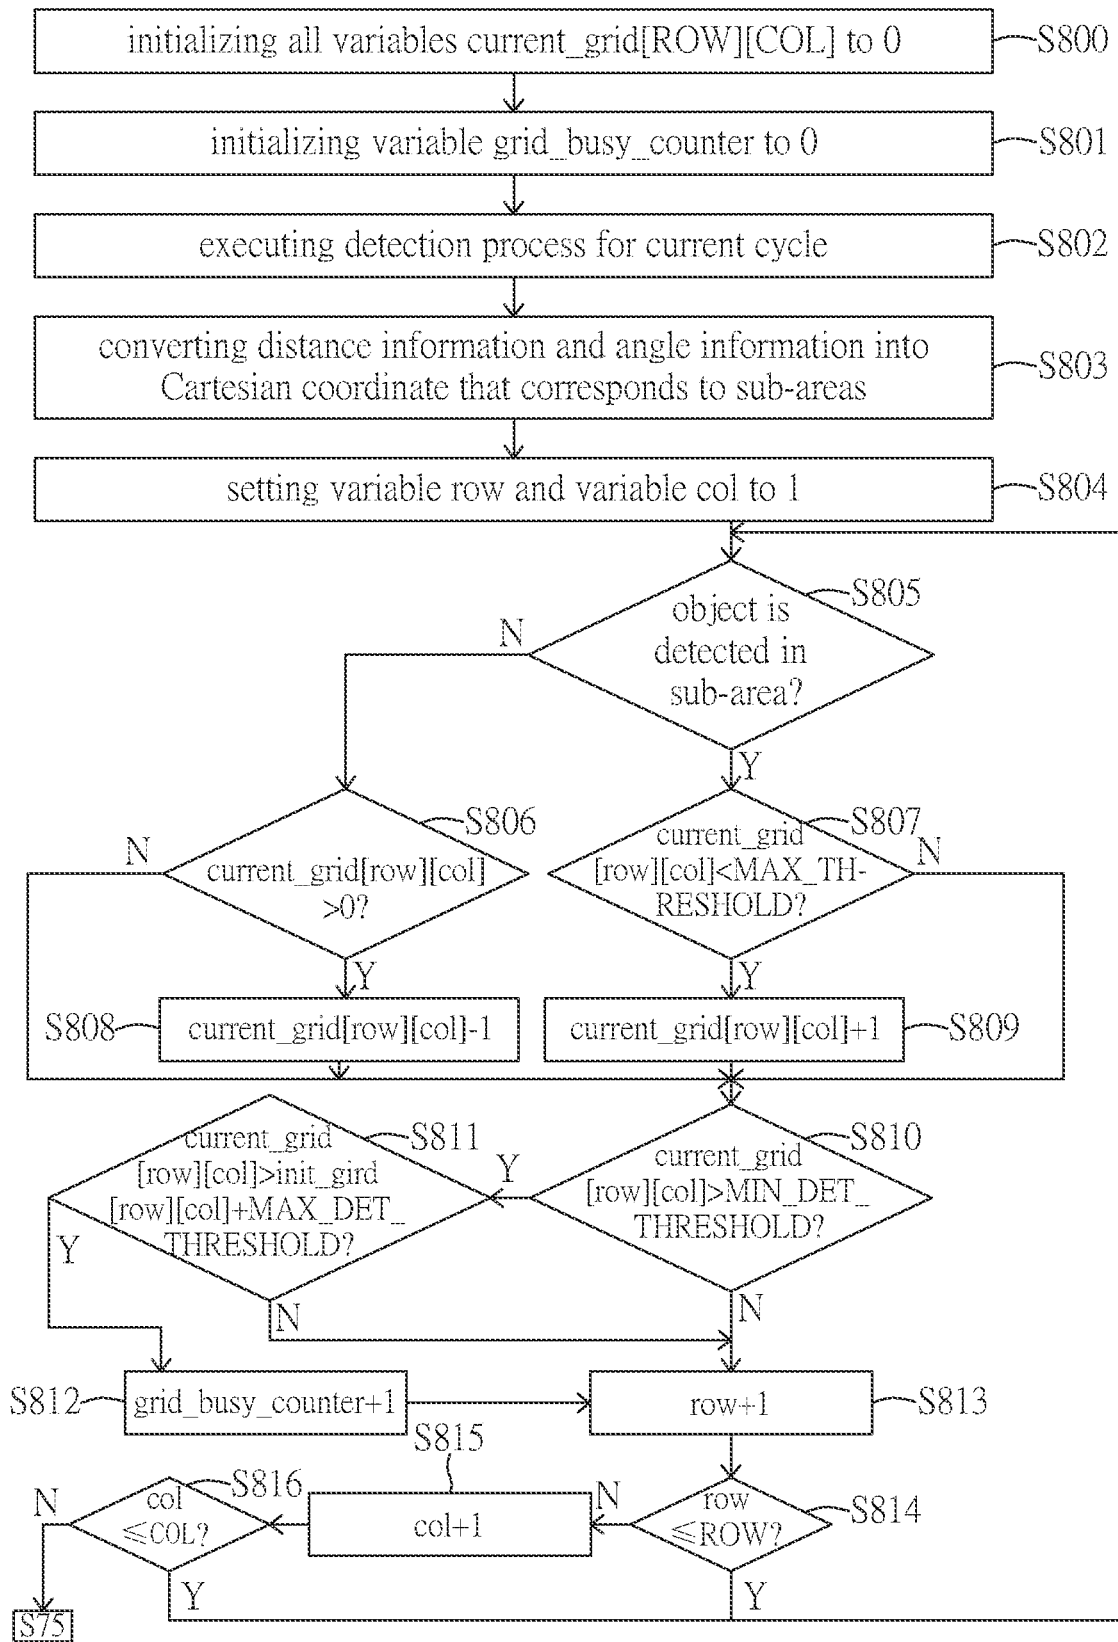 initializing all variables current_grid[ROW][COL] to 0
S800
initializing variable grid_busy_counter to 0
S801
executing detection process for current cycle
S802
converting distance information and angle information into
Cartesian coordinate that corresponds to sub-areas
S803
setting variable row and variable col to 1
S804
object is
detected in
sub-area?
S805
N
Y
current_grid[row][col]
>0?
S806
N
Y
current_grid
[row][col]<MAX_TH-
RESHOLD?
S807
N
Y
S808
current_grid[row][col]-1
current_grid[row][col]+1
S809
current_grid
[row][col]>init_gird
[row][col]+MAX_DET_
THRESHOLD?
S811
Y
N
current_grid
[row][col]>MIN_DET_
THRESHOLD?
S810
Y
N
S812
grid_busy_counter+1
row+1
S813
S815
col+1
col
≤COL?
S816
N
Y
row
≤ROW?
S814
N
Y
S75